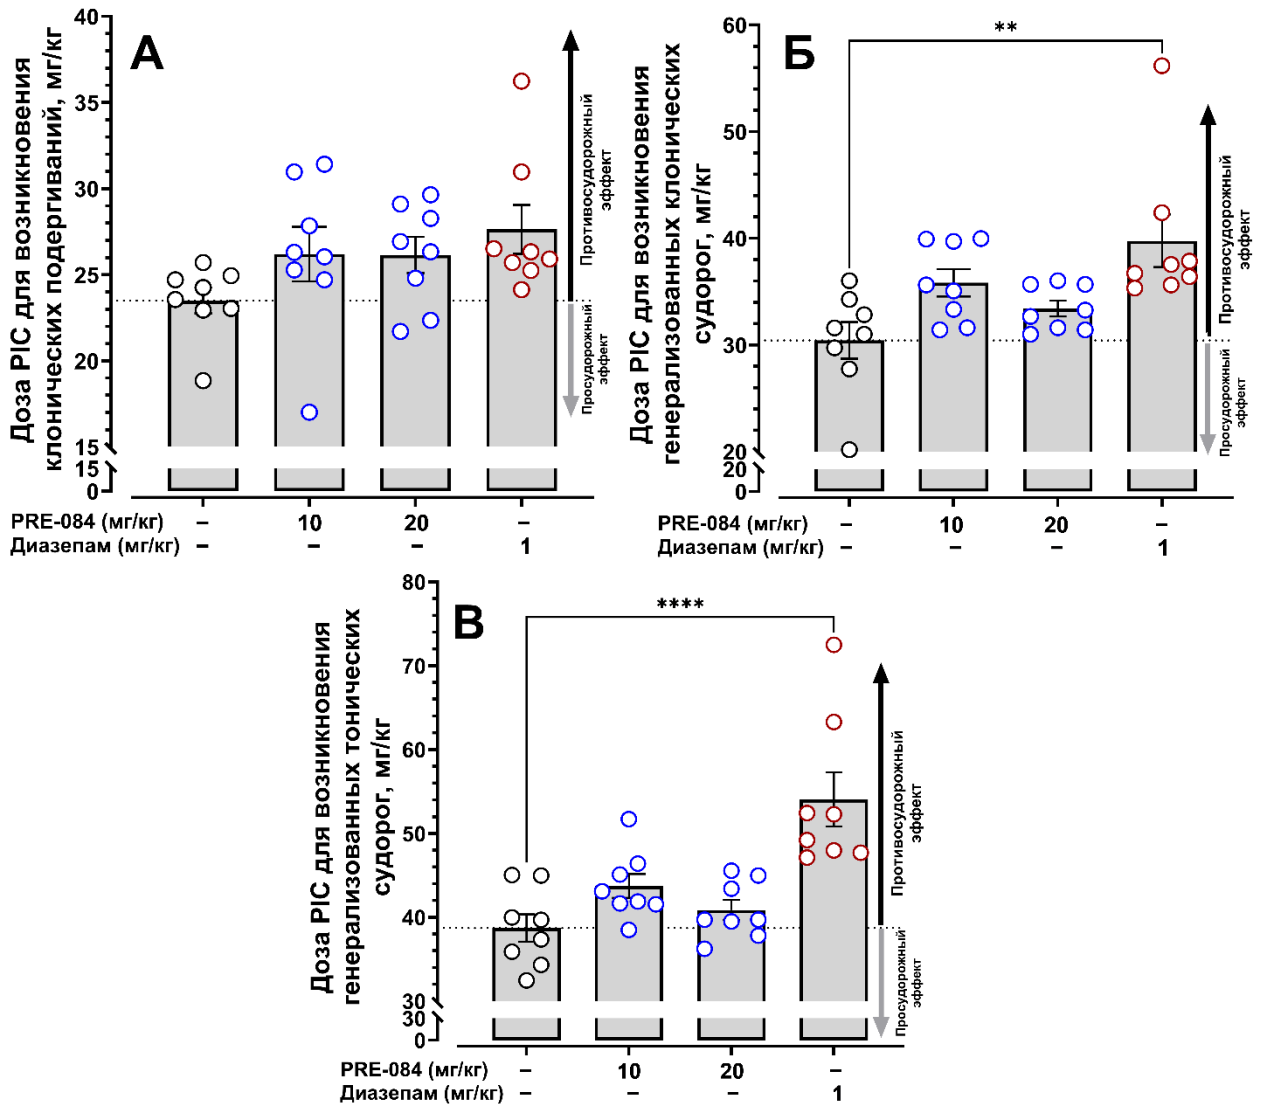 А
Доза PIC для возникновения
клонических подергиваний, мг/кг
40
35
30
25
20
15
15
0
Противосудорожный
эффект
Просудорожный
эффект
PRE-084 (мг/кг) – 10 20 –
Диазепам (мг/кг) – – – 1
Б
Доза PIC для возникновения
генерализованных клонических
судорог, мг/кг
60
50
40
30
20
20
0
**
Противосудорожный
эффект
Просудорожный
эффект
PRE-084 (мг/кг) – 10 20 –
Диазепам (мг/кг) – – – 1
В
Доза PIC для возникновения
генерализованных тонических
судорог, мг/кг
80
70
60
50
40
30
30
0
****
Противосудорожный
эффект
Просудорожный
эффект
PRE-084 (мг/кг) – 10 20 –
Диазепам (мг/кг) – – – 1